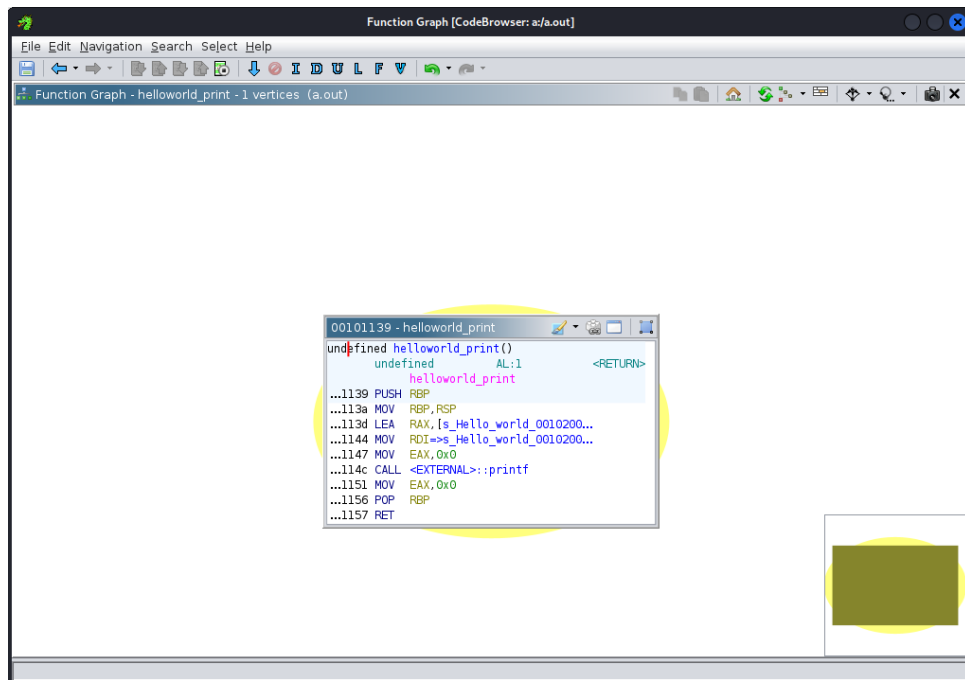 Function Graph [CodeBrowser: a:/a.out]
File Edit Navigation Search Select Help
I D U L F V
Function Graph - helloworld_print - 1 vertices (a.out)
00101139 - helloworld_print
undefined helloworld_print()
undefined AL:1 <RETURN>
helloworld_print
...1139 PUSH RBP
...113a MOV RBP,RSP
...113d LEA RAX,[s_Hello_world_0010200...
...1144 MOV RDI=>s_Hello_world_0010200...
...1147 MOV EAX,0x0
...114c CALL <EXTERNAL>::printf
...1151 MOV EAX,0x0
...1156 POP RBP
...1157 RET